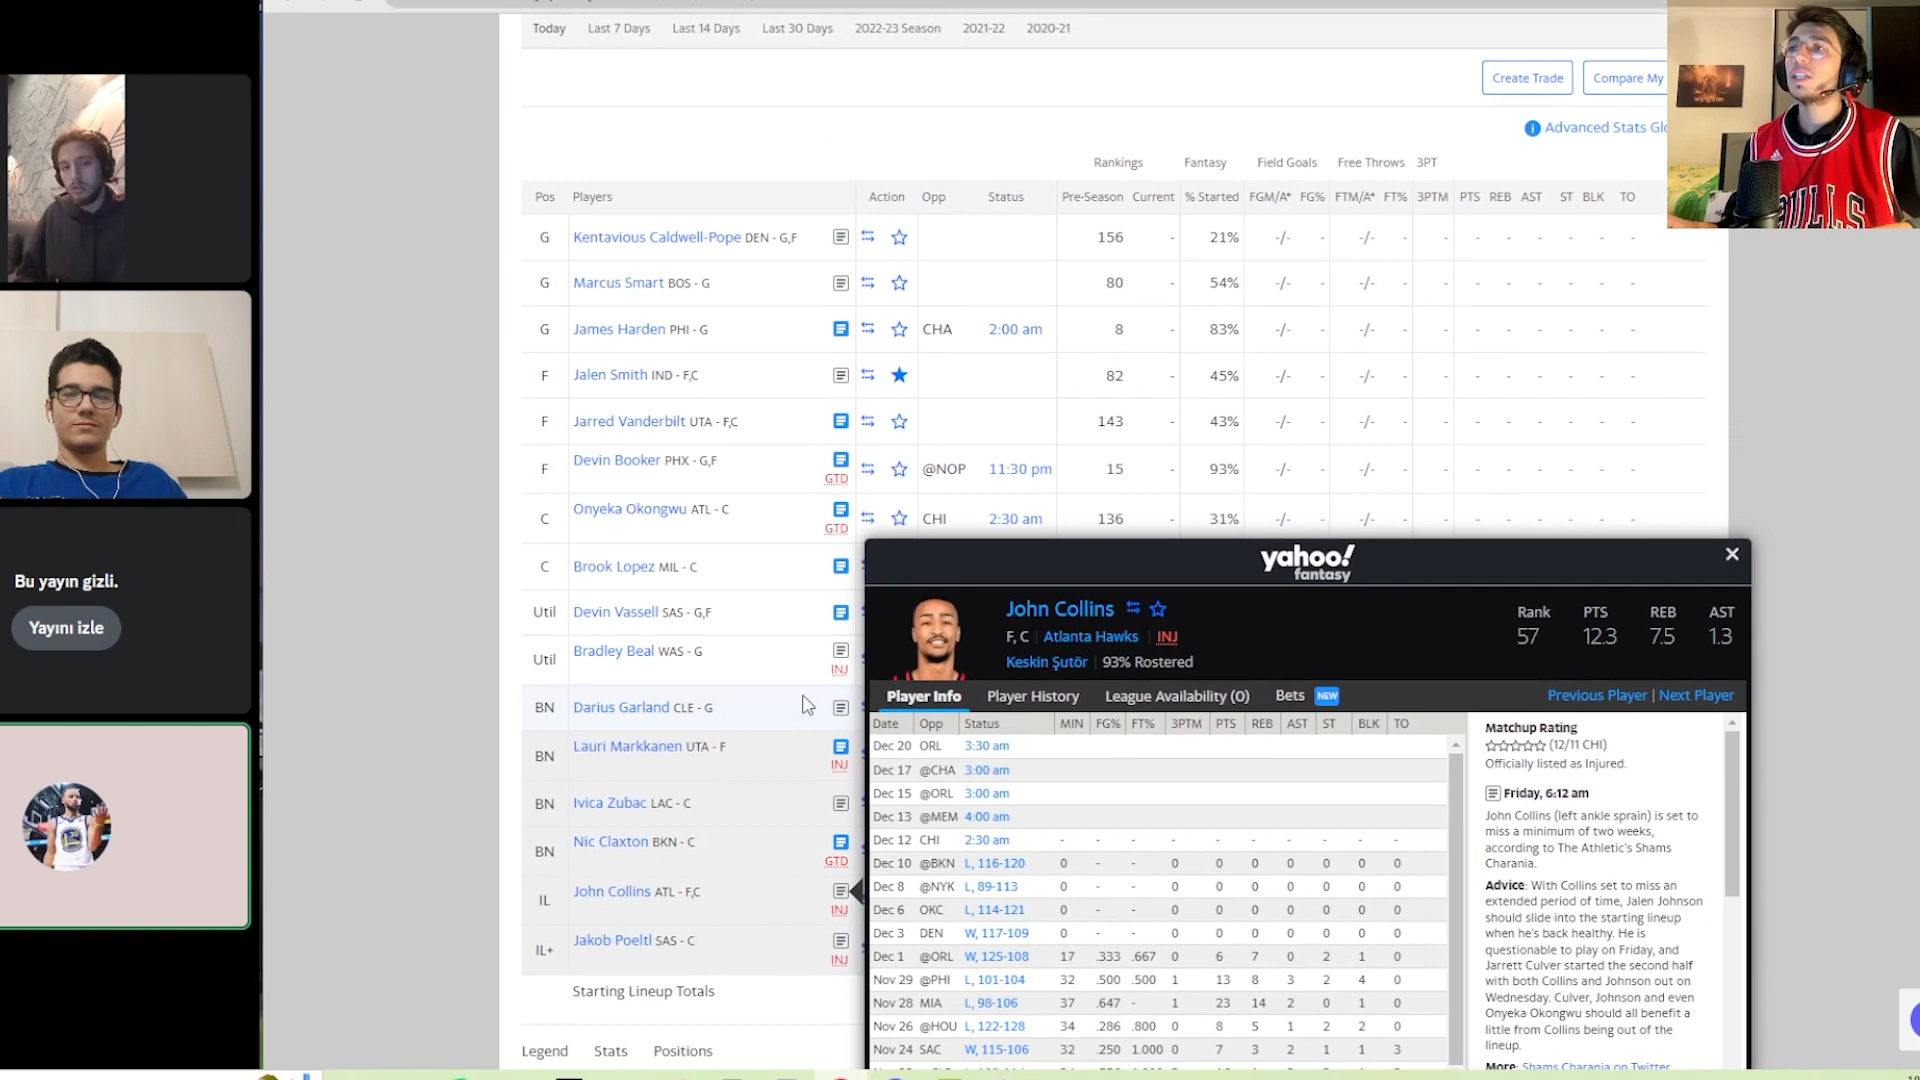 Today Last 7 Days Last 14 Days Last 30 Days 2022-23 Season 2021-22 2020-21
Create Trade Compare My
Advanced Stats Glo
Rankings Fantasy Field Goals Free Throws 3PT
Pos Players Action Opp Status Pre-Season Current % Started FGM/A* FG% FTM/A* FT% 3PTM PTS REB AST ST BLK TO
G Kentavious Caldwell-Pope DEN - G,F 156 - 21% -/- - -/- - - - - - - - -
G Marcus Smart BOS - G 80 - 54% -/- - -/- - - - - - - - -
G James Harden PHI - G CHA 2:00 am 8 - 83% -/- - -/- - - - - - - - -
F Jalen Smith IND - F,C 82 - 45% -/- - -/- - - - - - - - -
F Jarred Vanderbilt UTA - F,C 143 - 43% -/- - -/- - - - - - - - -
F Devin Booker PHX - G,F GTD @NOP 11:30 pm 15 - 93% -/- - -/- - - - - - - - -
C Onyeka Okongwu ATL - C GTD CHI 2:30 am 136 - 31% -/- - -/- - - - - - - - -
C Brook Lopez MIL - C
Util Devin Vassell SAS - G,F
Util Bradley Beal WAS - G INJ
BN Darius Garland CLE - G
BN Lauri Markkanen UTA - F INJ
BN Ivica Zubac LAC - C
BN Nic Claxton BKN - C GTD
IL John Collins ATL - F,C INJ
IL+ Jakob Poeltl SAS - C INJ
Starting Lineup Totals
Legend Stats Positions
Bu yayın gizli.
Yayını izle
BULLS
yahoo!
fantasy
John Collins
F, C Atlanta Hawks INJ
Keskin Şutör 93% Rostered
Rank PTS REB AST
57 12.3 7.5 1.3
Player Info Player History League Availability (0) Bets NEW Previous Player | Next Player
Date Opp Status MIN FG% FT% 3PTM PTS REB AST ST BLK TO
Dec 20 ORL 3:30 am
Dec 17 @CHA 3:00 am
Dec 15 @ORL 3:00 am
Dec 13 @MEM 4:00 am
Dec 12 CHI 2:30 am - - - - - - - - - -
Dec 10 @BKN L, 116-120 0 - - 0 0 0 0 0 0 0
Dec 8 @NYK L, 89-113 0 - - 0 0 0 0 0 0 0
Dec 6 OKC L, 114-121 0 - - 0 0 0 0 0 0 0
Dec 3 DEN W, 117-109 0 - - 0 0 0 0 0 0 0
Dec 1 @ORL W, 125-108 17 .333 .667 0 6 7 0 2 1 0
Nov 29 @PHI L, 101-104 32 .500 .500 1 13 8 3 2 4 0
Nov 28 MIA L, 98-106 37 .647 - 1 23 14 2 0 1 0
Nov 26 @HOU L, 122-128 34 .286 .800 0 8 5 1 2 2 0
Nov 24 SAC W, 115-106 32 .250 1.000 0 7 3 2 1 1 3
Matchup Rating
(12/11 CHI)
Officially listed as Injured.
Friday, 6:12 am
John Collins (left ankle sprain) is set to
miss a minimum of two weeks,
according to The Athletic's Shams
Charania.
Advice: With Collins set to miss an
extended period of time, Jalen Johnson
should slide into the starting lineup
when he's back healthy. He is
questionable to play on Friday, and
Jarrett Culver started the second half
with both Collins and Johnson out on
Wednesday. Culver, Johnson and even
Onyeka Okongwu should all benefit a
little from Collins being out of the
lineup.
More: Shams Charania on Twitter